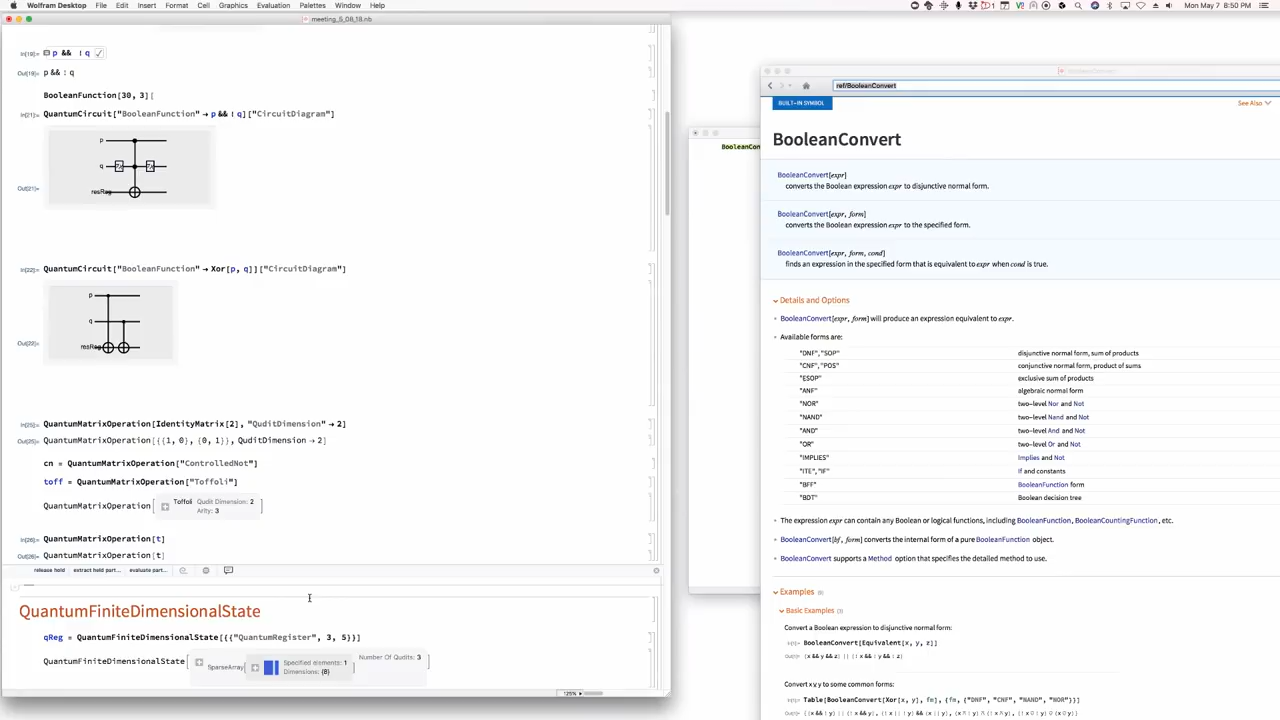 Wolfram Desktop File Edit Insert Format Cell Graphics Evaluation Palettes Window Help
Mon May 7 8:50 PM
meeting_5_08_18.nb
In[19]:= p && ! q
Out[19]= p && ! q
BooleanFunction[30, 3][
In[21]:= QuantumCircuit["BooleanFunction" → p && ! q]["CircuitDiagram"]
p
q
resReg
Out[21]=
In[22]:= QuantumCircuit["BooleanFunction" → Xor[p, q]]["CircuitDiagram"]
p
q
resReg
Out[22]=
In[25]:= QuantumMatrixOperation[IdentityMatrix[2], "QuditDimension" → 2]
Out[25]= QuantumMatrixOperation[{{1, 0}, {0, 1}}, QuditDimension → 2]
cn = QuantumMatrixOperation["ControlledNot"]
toff = QuantumMatrixOperation["Toffoli"]
QuantumMatrixOperation[ Toffoli Qudit Dimension: 2
Arity: 3 ]
In[26]:= QuantumMatrixOperation[t]
Out[26]= QuantumMatrixOperation[t]
release hold extract held part... evaluate part...
QuantumFiniteDimensionalState
qReg = QuantumFiniteDimensionalState[{{"QuantumRegister", 3, 5}}]
QuantumFiniteDimensionalState[ SparseArray[ Specified elements: 1
Dimensions: {8} ] Number Of Qudits: 3 ]
125%
BooleanCon
ref/BooleanConvert
BUILT-IN SYMBOL
See Also
BooleanConvert
BooleanConvert[expr]
converts the Boolean expression expr to disjunctive normal form.
BooleanConvert[expr, form]
converts the Boolean expression expr to the specified form.
BooleanConvert[expr, form, cond]
finds an expression in the specified form that is equivalent to expr when cond is true.
Details and Options
BooleanConvert[expr, form] will produce an expression equivalent to expr.
Available forms are:
"DNF", "SOP" disjunctive normal form, sum of products
"CNF", "POS" conjunctive normal form, product of sums
"ESOP" exclusive sum of products
"ANF" algebraic normal form
"NOR" two-level Nor and Not
"NAND" two-level Nand and Not
"AND" two-level And and Not
"OR" two-level Or and Not
"IMPLIES" Implies and Not
"ITE", "IF" If and constants
"BFF" BooleanFunction form
"BDT" Boolean decision tree
The expression expr can contain any Boolean or logical functions, including BooleanFunction, BooleanCountingFunction, etc.
BooleanConvert[bf, form] converts the internal form of a pure BooleanFunction object.
BooleanConvert supports a Method option that specifies the detailed method to use.
Examples
Basic Examples (3)
Convert a Boolean expression to disjunctive normal form:
In[1]:= BooleanConvert[Equivalent[x, y, z]]
Out[1]= (x && y && z) || (! x && ! y && ! z)
Convert x⊻y to some common forms:
In[1]:= Table[BooleanConvert[Xor[x, y], fm], {fm, {"DNF", "CNF", "NAND", "NOR"}}]